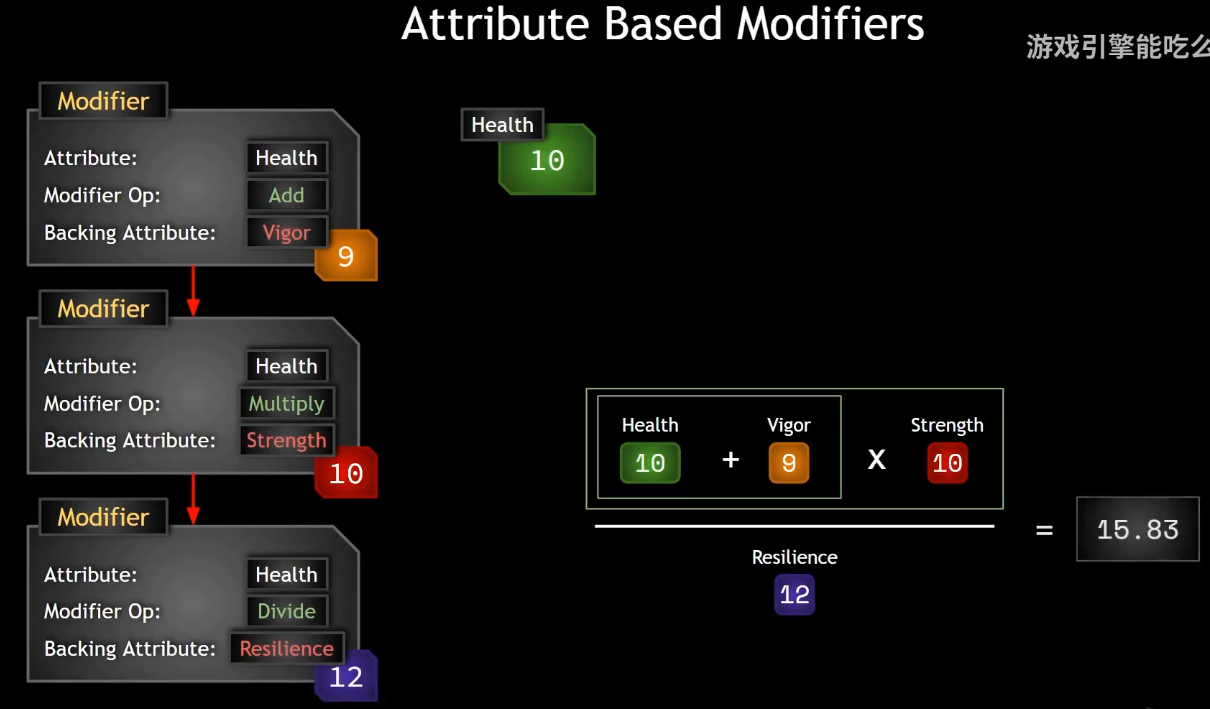 Attribute Based Modifiers
游戏引擎能吃么
Modifier
Attribute: Health
Modifier Op: Add
Backing Attribute: Vigor
9
Modifier
Attribute: Health
Modifier Op: Multiply
Backing Attribute: Strength
10
Modifier
Attribute: Health
Modifier Op: Divide
Backing Attribute: Resilience
12
Health
10
Health Vigor Strength
10 + 9 X 10
Resilience
12
= 15.83